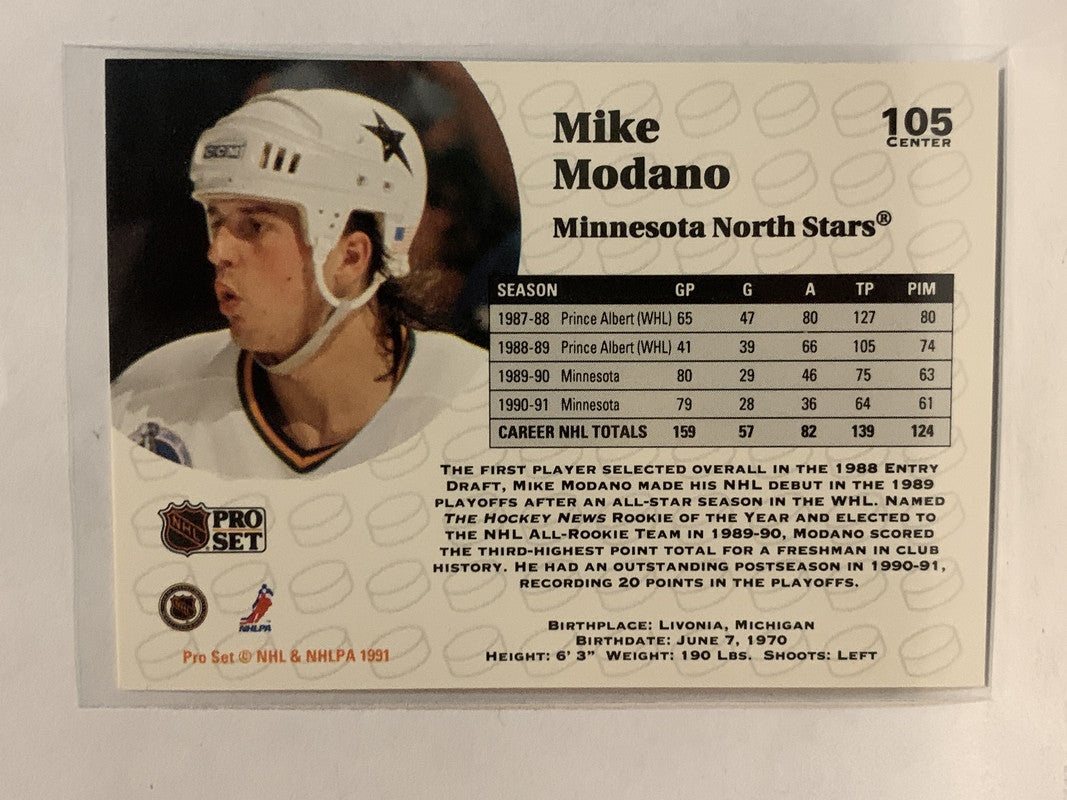 CCM
Mike
Modano
105
CENTER
Minnesota North Stars®
SEASON GP G A TP PIM
1987-88 Prince Albert (WHL) 65 47 80 127 80
1988-89 Prince Albert (WHL) 41 39 66 105 74
1989-90 Minnesota 80 29 46 75 63
1990-91 Minnesota 79 28 36 64 61
CAREER NHL TOTALS 159 57 82 139 124
THE FIRST PLAYER SELECTED OVERALL IN THE 1988 ENTRY
DRAFT, MIKE MODANO MADE HIS NHL DEBUT IN THE 1989
PLAYOFFS AFTER AN ALL-STAR SEASON IN THE WHL. NAMED
THE HOCKEY NEWS ROOKIE OF THE YEAR AND ELECTED TO
THE NHL ALL-ROOKIE TEAM IN 1989-90, MODANO SCORED
THE THIRD-HIGHEST POINT TOTAL FOR A FRESHMAN IN CLUB
HISTORY. HE HAD AN OUTSTANDING POSTSEASON IN 1990-91,
RECORDING 20 POINTS IN THE PLAYOFFS.
NHL PRO
SET
NHL
NHLPA
BIRTHPLACE: LIVONIA, MICHIGAN
BIRTHDATE: JUNE 7, 1970
HEIGHT: 6' 3" WEIGHT: 190 LBS. SHOOTS: LEFT
Pro Set © NHL & NHLPA 1991